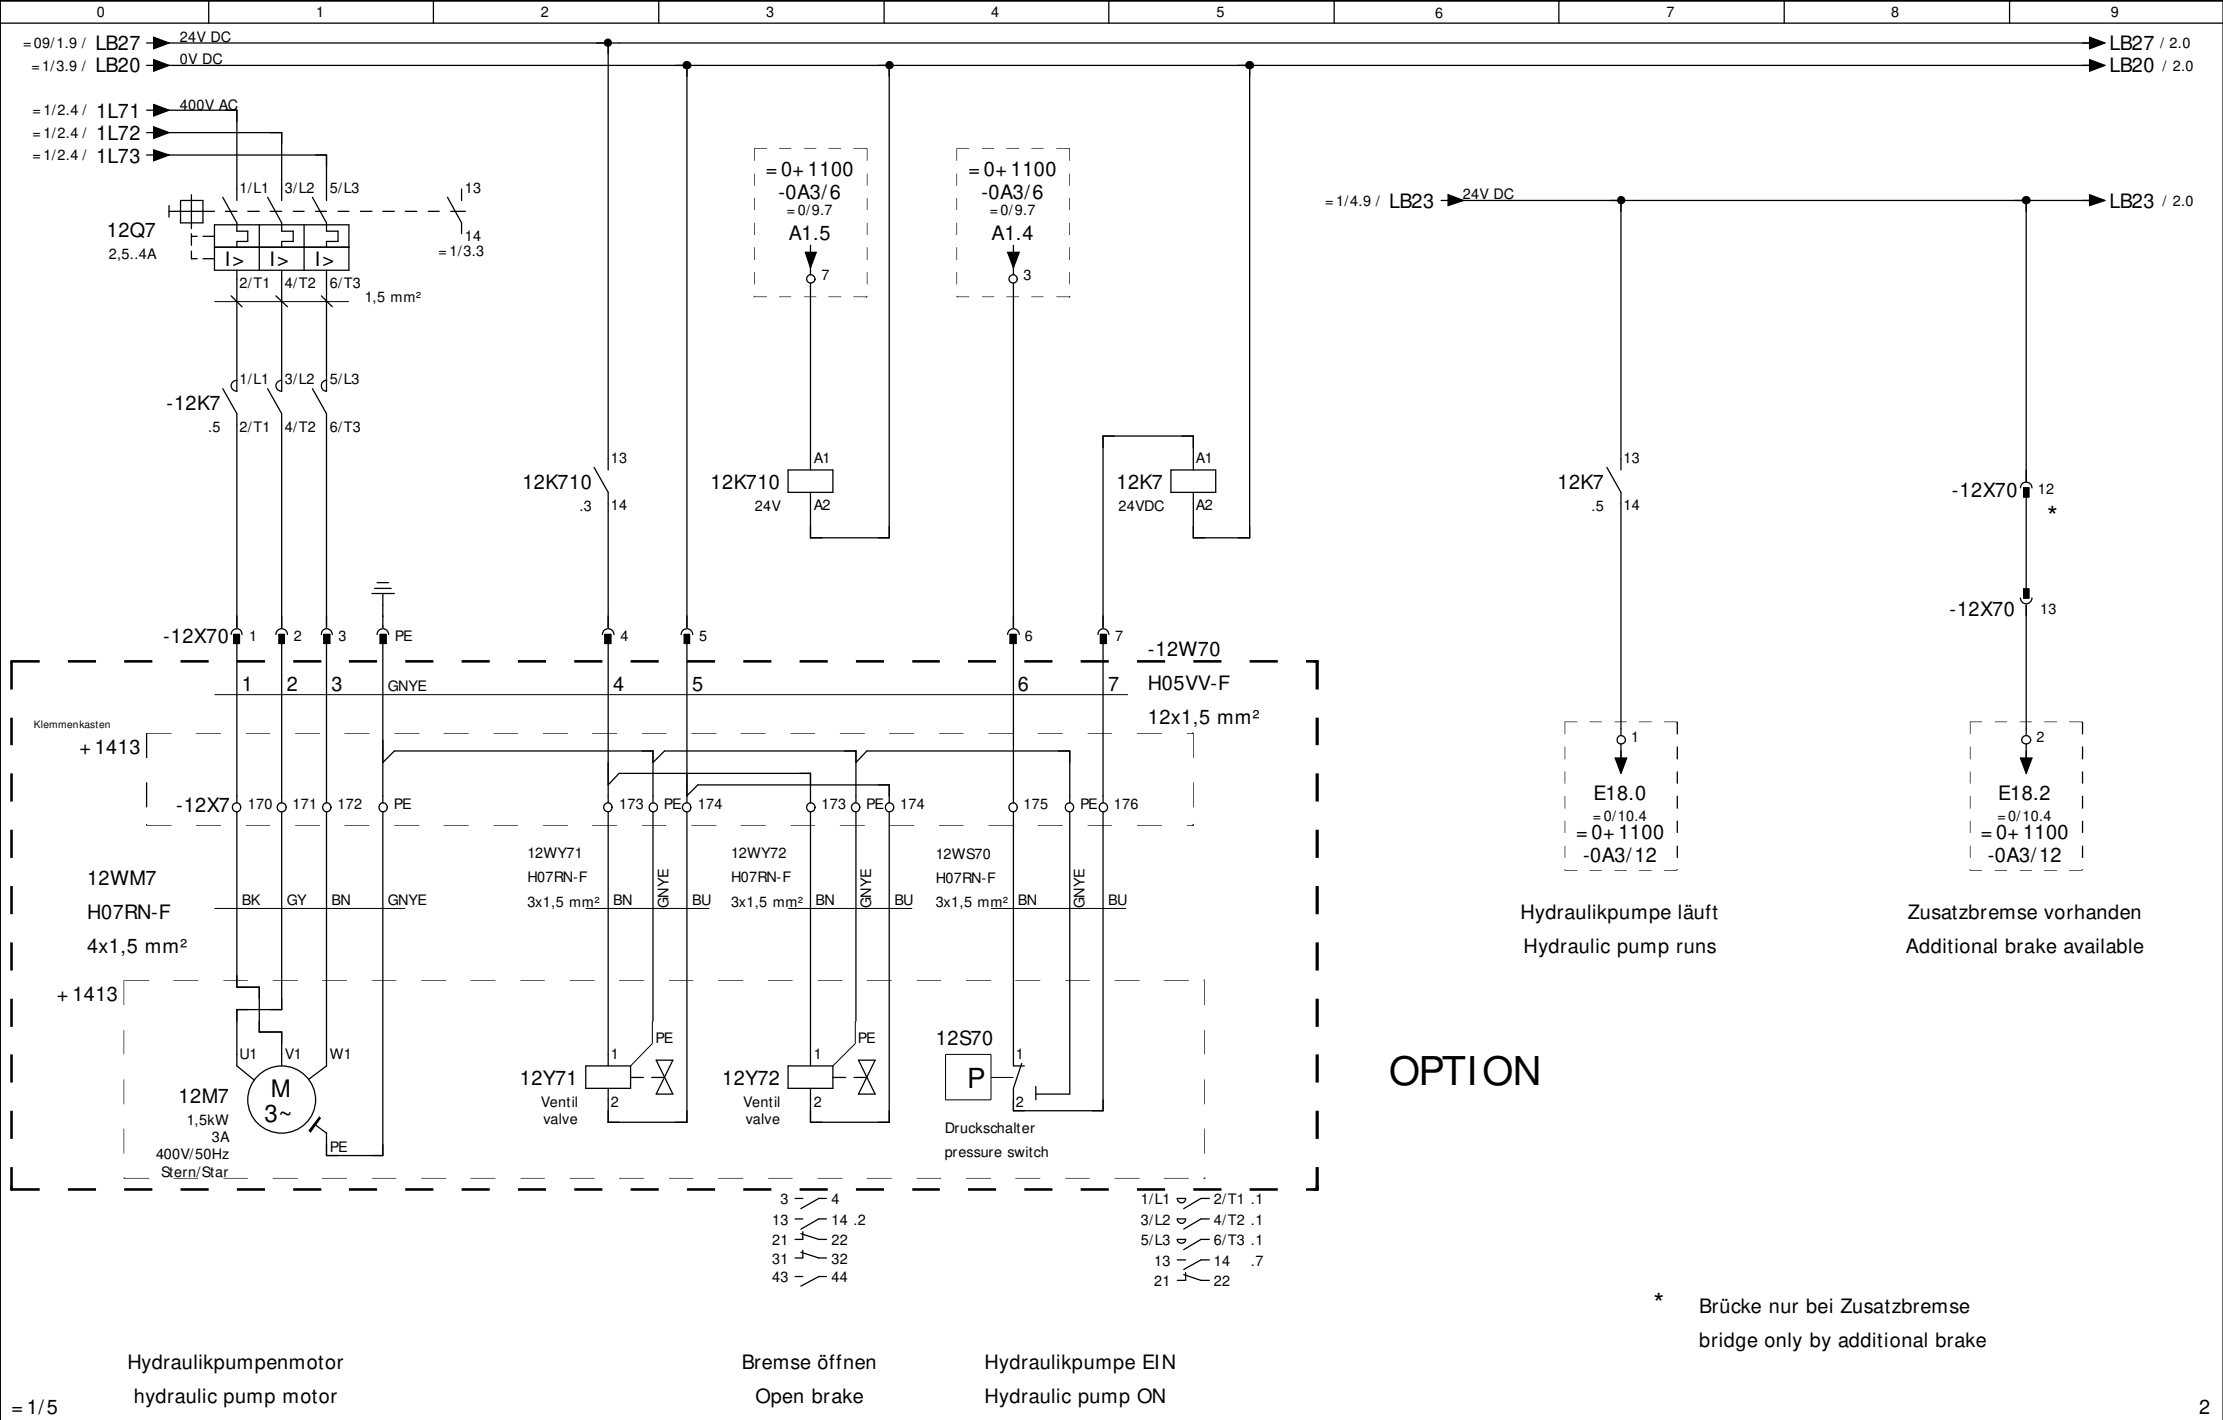 0 1 2 3 4 5 6 7 8 9
=09/1.9 / LB27 24V DC LB27 / 2.0
=1/3.9 / LB20 0V DC LB20 / 2.0
=1/2.4 / 1L71 400V AC
=1/2.4 / 1L72
=1/2.4 / 1L73
=0+1100 =0+1100
-0A3/6 -0A3/6
=0/9.7 =0/9.7
A1.5 A1.4
7 3
1/L1 3/L2 5/L3 13
12Q7
2,5..4A
14
=1/3.3
I> I> I>
2/T1 4/T2 6/T3
1,5 mm²
=1/4.9 / LB23 24V DC LB23 / 2.0
1/L1 3/L2 5/L3
-12K7
.5 2/T1 4/T2 6/T3
13 A1 A1 13
12K710 12K710 12K7 12K7
.3 14 24V A2 24VDC A2 .5 14
-12X70 12
*
-12X70 13
-12X70 1 2 3 PE 4 5 6 7
-12W70
1 2 3 GNYE 4 5 6 7 H05VV-F
12x1,5 mm²
Klemmenkasten
+1413
-12X7 170 171 172 PE 173 PE 174 173 PE 174 175 PE 176
1 2
E18.0 E18.2
=0/10.4 =0/10.4
=0+1100 =0+1100
-0A3/12 -0A3/12
12WY71 12WY72 12WS70
H07RN-F H07RN-F H07RN-F
3x1,5 mm² BN GNYE BU 3x1,5 mm² BN GNYE BU 3x1,5 mm² BN GNYE BU
12WM7
H07RN-F
4x1,5 mm²
BK GY BN GNYE
Hydraulikpumpe läuft
Hydraulic pump runs
Zusatzbremse vorhanden
Additional brake available
+1413
U1 V1 W1
12M7
M
3~
1,5kW
3A
400V/50Hz
Stern/Star
PE
1 PE
12Y71
2
Ventil
valve
1 PE
12Y72
2
Ventil
valve
12S70
1
P
2
Druckschalter
pressure switch
OPTION
3 4
13 14 .2
21 22
31 32
43 44
1/L1 2/T1 .1
3/L2 4/T2 .1
5/L3 6/T3 .1
13 14 .7
21 22
* Brücke nur bei Zusatzbremse
bridge only by additional brake
Hydraulikpumpenmotor
hydraulic pump motor
Bremse öffnen
Open brake
Hydraulikpumpe EIN
Hydraulic pump ON
=1/5 2